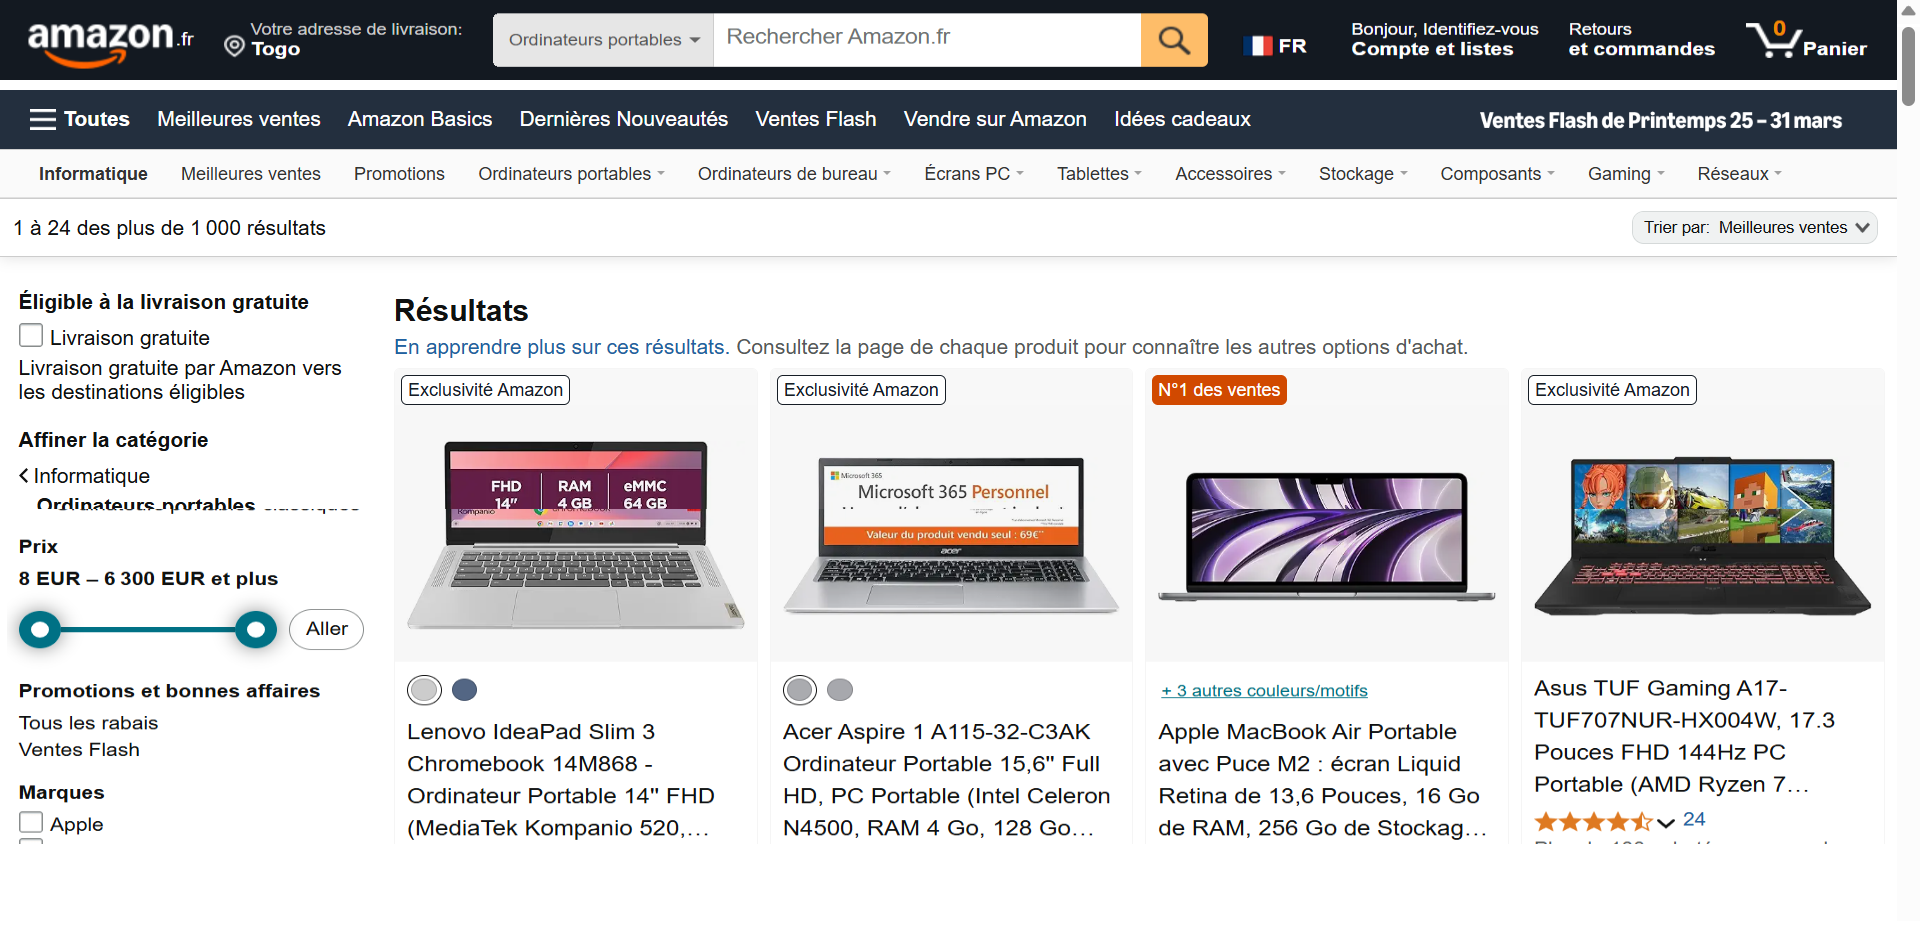 amazon.fr
Votre adresse de livraison:
Togo
Ordinateurs portables
Rechercher Amazon.fr
FR
Bonjour, Identifiez-vous
Compte et listes
Retours
et commandes
0
Panier
Toutes
Meilleures ventes
Amazon Basics
Dernières Nouveautés
Ventes Flash
Vendre sur Amazon
Idées cadeaux
Ventes Flash de Printemps 25 – 31 mars
Informatique
Meilleures ventes
Promotions
Ordinateurs portables
Ordinateurs de bureau
Écrans PC
Tablettes
Accessoires
Stockage
Composants
Gaming
Réseaux
1 à 24 des plus de 1 000 résultats
Trier par: Meilleures ventes
Éligible à la livraison gratuite
Livraison gratuite
Livraison gratuite par Amazon vers
les destinations éligibles
Affiner la catégorie
Informatique
Ordinateurs portables classiques
Prix
8 EUR – 6 300 EUR et plus
Aller
Promotions et bonnes affaires
Tous les rabais
Ventes Flash
Marques
Apple
Résultats
En apprendre plus sur ces résultats. Consultez la page de chaque produit pour connaître les autres options d'achat.
Exclusivité Amazon
FHD
14"
RAM
4 GB
eMMC
64 GB
Kompanio
Lenovo IdeaPad Slim 3
Chromebook 14M868 -
Ordinateur Portable 14'' FHD
(MediaTek Kompanio 520,…
Exclusivité Amazon
Microsoft 365
Microsoft 365 Personnel
Valeur du produit vendu seul : 69€**
acer
Acer Aspire 1 A115-32-C3AK
Ordinateur Portable 15,6'' Full
HD, PC Portable (Intel Celeron
N4500, RAM 4 Go, 128 Go…
N°1 des ventes
+ 3 autres couleurs/motifs
Apple MacBook Air Portable
avec Puce M2 : écran Liquid
Retina de 13,6 Pouces, 16 Go
de RAM, 256 Go de Stockag…
Exclusivité Amazon
Asus TUF Gaming A17-
TUF707NUR-HX004W, 17.3
Pouces FHD 144Hz PC
Portable (AMD Ryzen 7…
24